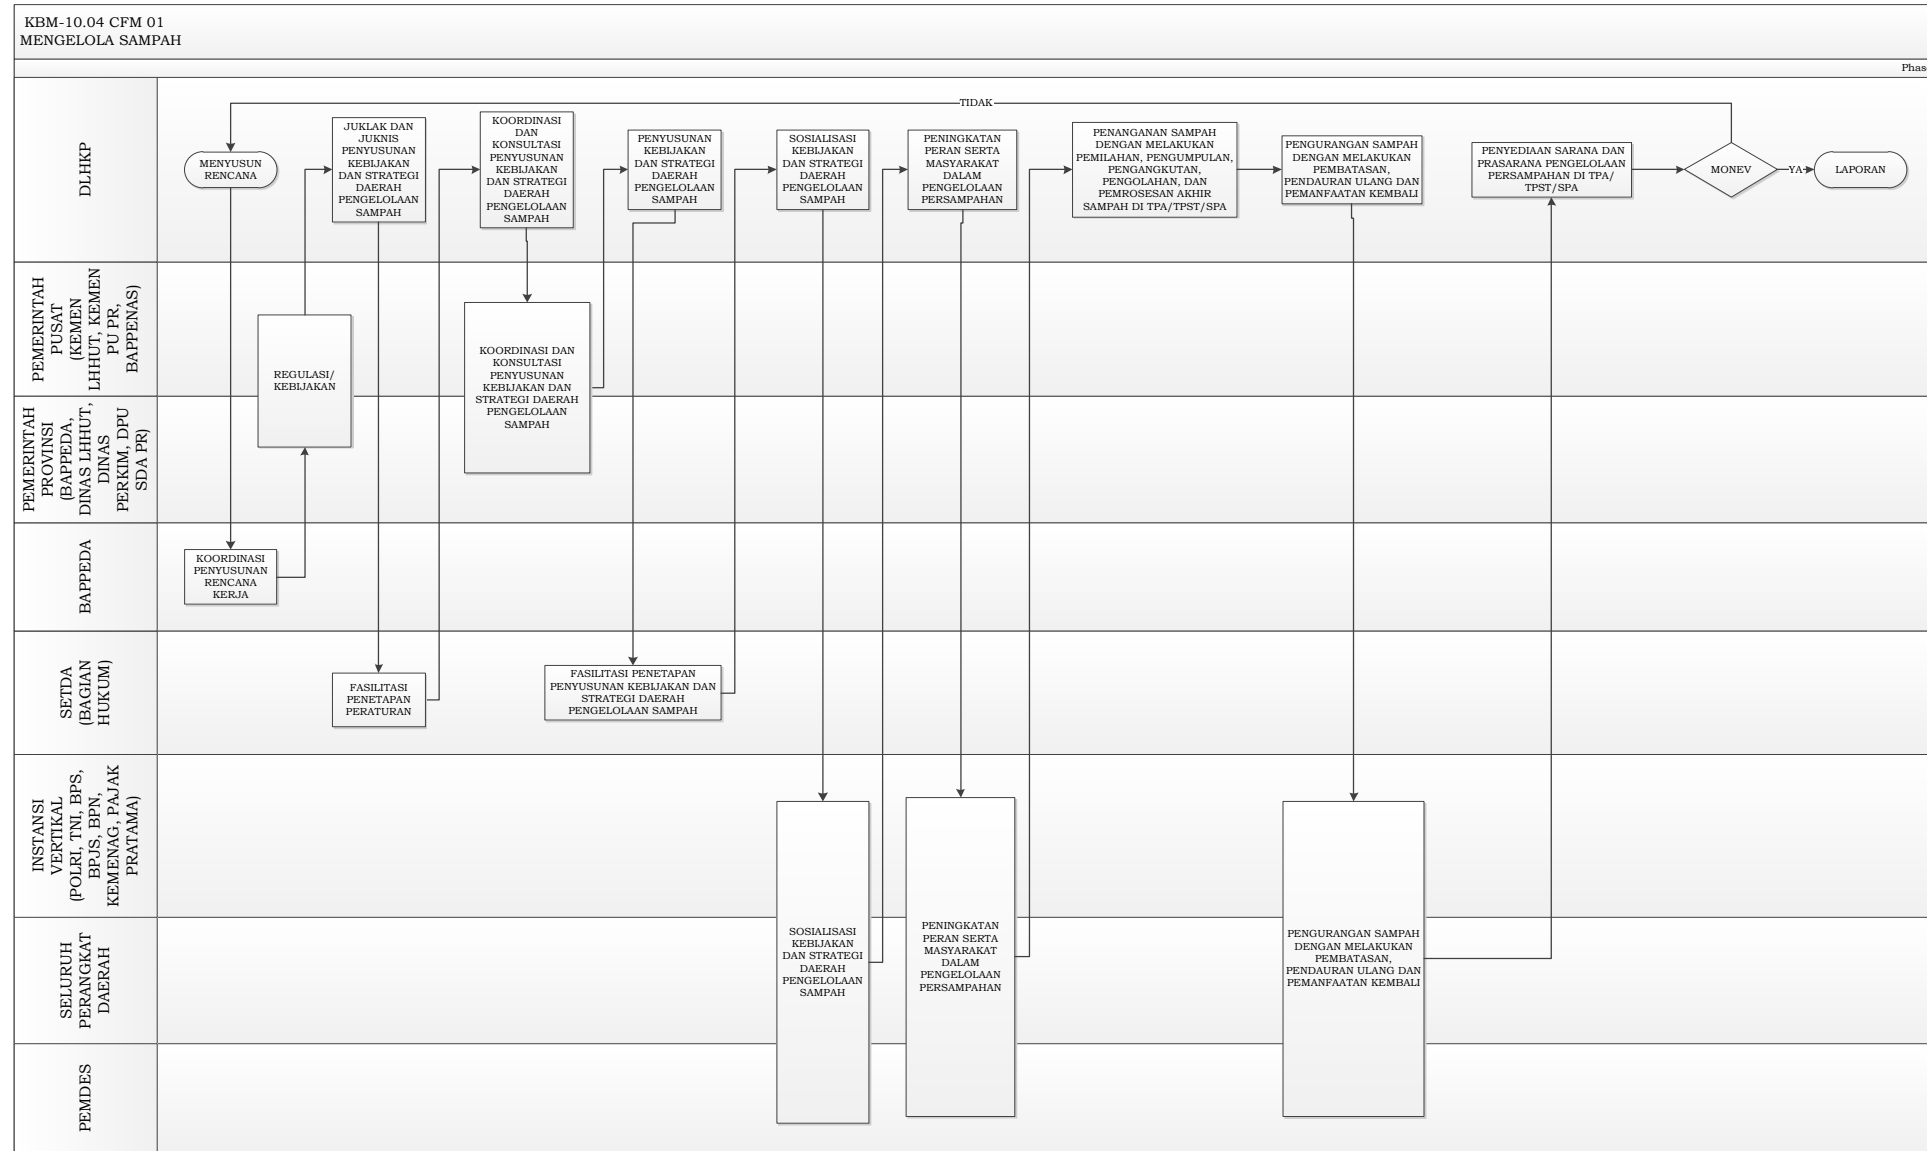 KBM-10.04 CFM 01
MENGELOLA SAMPAH
Phas
DLHKP
TIDAK
MENYUSUN
RENCANA
JUKLAK DAN
JUKNIS
PENYUSUNAN
KEBIJAKAN
DAN STRATEGI
DAERAH
PENGELOLAAN
SAMPAH
KOORDINASI
DAN
KONSULTASI
PENYUSUNAN
KEBIJAKAN
DAN STRATEGI
DAERAH
PENGELOLAAN
SAMPAH
PENYUSUNAN
KEBIJAKAN
DAN STRATEGI
DAERAH
PENGELOLAAN
SAMPAH
SOSIALISASI
KEBIJAKAN
DAN STRATEGI
DAERAH
PENGELOLAAN
SAMPAH
PENINGKATAN
PERAN SERTA
MASYARAKAT
DALAM
PENGELOLAAN
PERSAMPAHAN
PENANGANAN SAMPAH
DENGAN MELAKUKAN
PEMILAHAN, PENGUMPULAN,
PENGANGKUTAN,
PENGOLAHAN, DAN
PEMROSESAN AKHIR
SAMPAH DI TPA/TPST/SPA
PENGURANGAN SAMPAH
DENGAN MELAKUKAN
PEMBATASAN,
PENDAURAN ULANG DAN
PEMANFAATAN KEMBALI
PENYEDIAAN SARANA DAN
PRASARANA PENGELOLAAN
PERSAMPAHAN DI TPA/
TPST/SPA
MONEV
YA
LAPORAN
PEMERINTAH
PUSAT
(KEMEN
LHHUT, KEMEN
PU PR,
BAPPENAS)
REGULASI/
KEBIJAKAN
KOORDINASI DAN
KONSULTASI
PENYUSUNAN
KEBIJAKAN DAN
STRATEGI DAERAH
PENGELOLAAN
SAMPAH
PEMERINTAH
PROVINSI
(BAPPEDA,
DINAS LHHUT,
DINAS
PERKIM, DPU
SDA PR)
BAPPEDA
KOORDINASI
PENYUSUNAN
RENCANA
KERJA
SETDA
(BAGIAN
HUKUM)
FASILITASI
PENETAPAN
PERATURAN
FASILITASI PENETAPAN
PENYUSUNAN KEBIJAKAN DAN
STRATEGI DAERAH
PENGELOLAAN SAMPAH
INSTANSI
VERTIKAL
(POLRI, TNI, BPS,
BPJS, BPN,
KEMENAG, PAJAK
PRATAMA)
SELURUH
PERANGKAT
DAERAH
SOSIALISASI
KEBIJAKAN
DAN STRATEGI
DAERAH
PENGELOLAAN
SAMPAH
PENINGKATAN
PERAN SERTA
MASYARAKAT
DALAM
PENGELOLAAN
PERSAMPAHAN
PENGURANGAN SAMPAH
DENGAN MELAKUKAN
PEMBATASAN,
PENDAURAN ULANG DAN
PEMANFAATAN KEMBALI
PEMDES